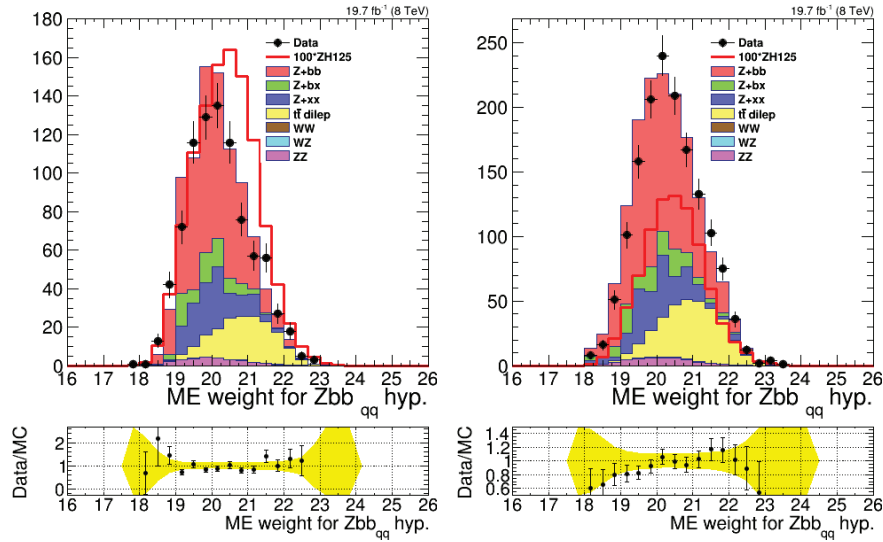 19.7 fb-1 (8 TeV)
180
160
140
120
100
80
60
40
20
0
Data
100*ZH125
Z+bb
Z+bx
Z+xx
tt̄ dilep
WW
WZ
ZZ
16 17 18 19 20 21 22 23 24 25 26
ME weight for Zbbqq hyp.
Data/MC
2
1
0
16 17 18 19 20 21 22 23 24 25 26
ME weight for Zbbqq hyp.
19.7 fb-1 (8 TeV)
250
200
150
100
50
0
Data
100*ZH125
Z+bb
Z+bx
Z+xx
tt̄ dilep
WW
WZ
ZZ
16 17 18 19 20 21 22 23 24 25 26
ME weight for Zbbqq hyp.
Data/MC
1.4
1.2
1
0.8
0.6
16 17 18 19 20 21 22 23 24 25 26
ME weight for Zbbqq hyp.